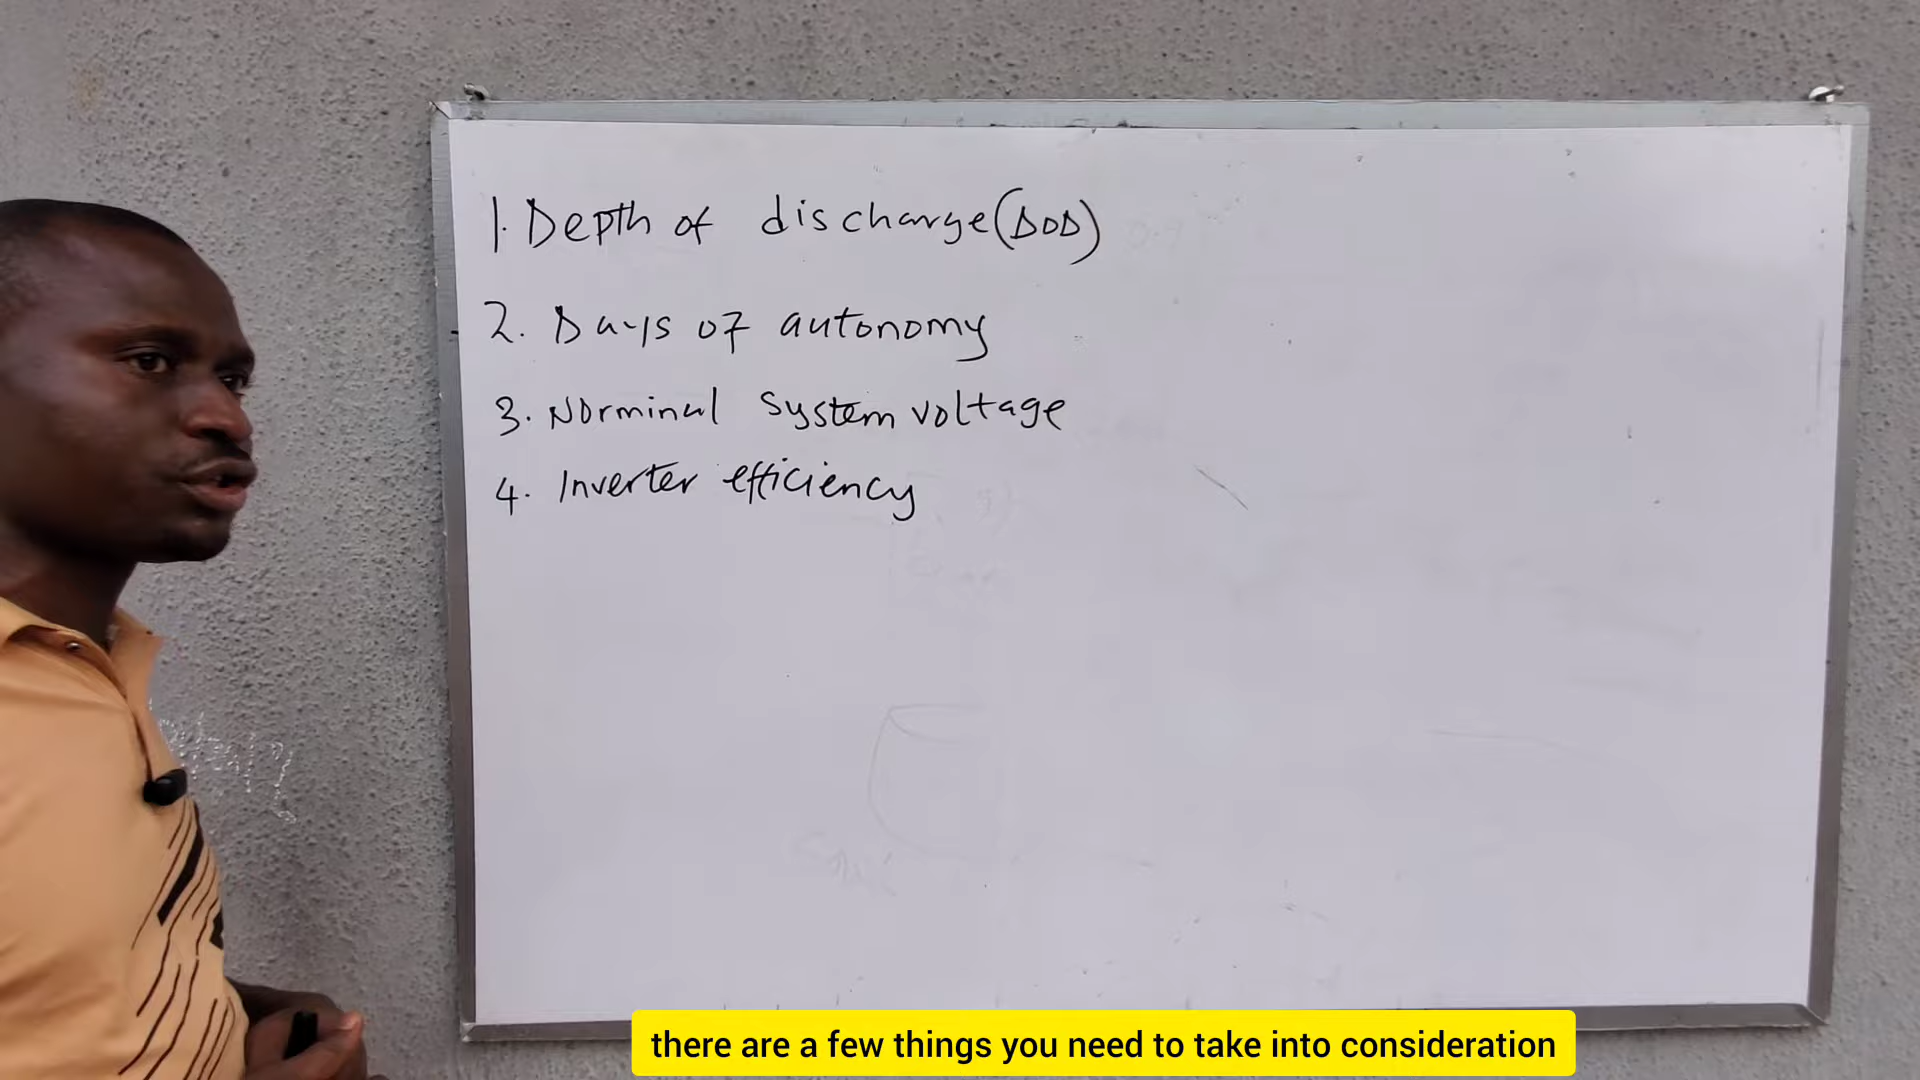 1. Depth of discharge (DOD)
2. Days of autonomy
3. Norminal system voltage
4. Inverter efficiency
there are a few things you need to take into consideration